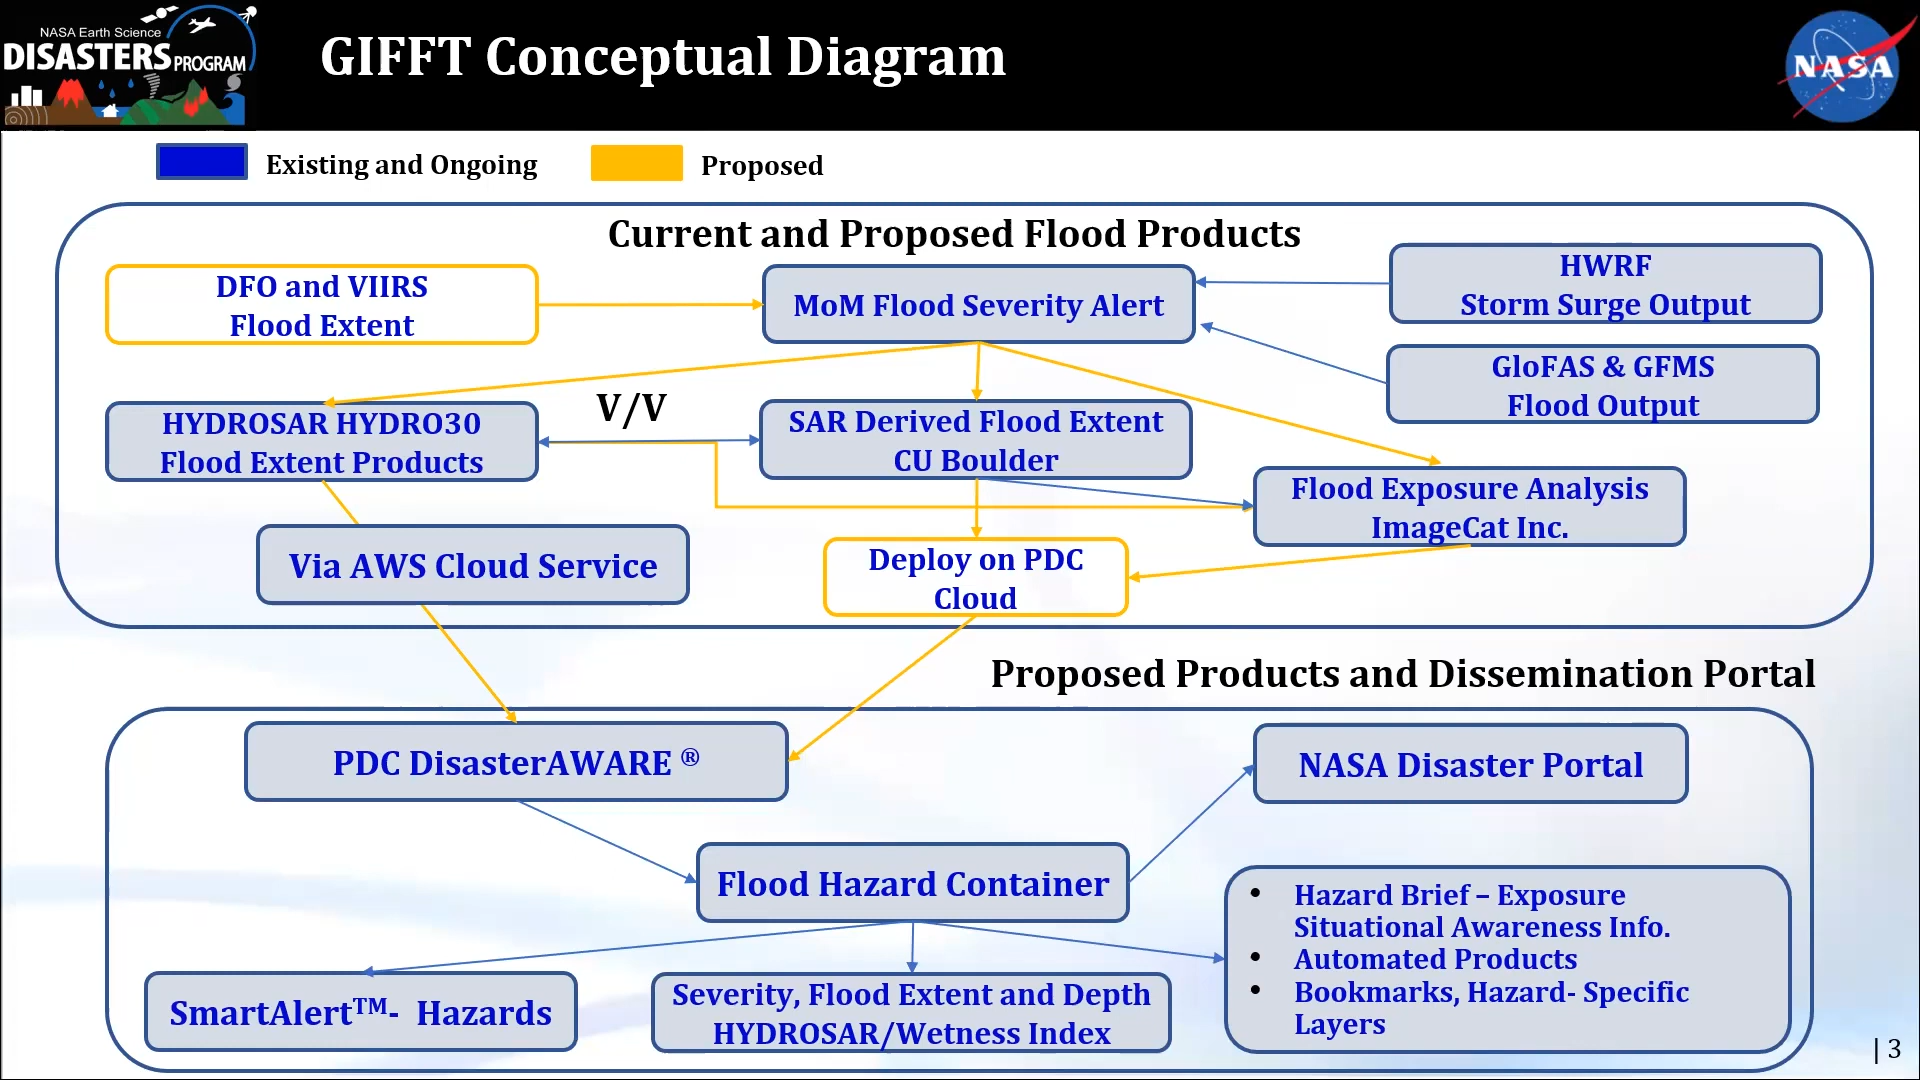 NASA Earth Science
DISASTERS PROGRAM
GIFFT Conceptual Diagram
NASA
Existing and Ongoing
Proposed
Current and Proposed Flood Products
DFO and VIIRS
Flood Extent
MoM Flood Severity Alert
HWRF
Storm Surge Output
GloFAS & GFMS
Flood Output
HYDROSAR HYDRO30
Flood Extent Products
V/V
SAR Derived Flood Extent
CU Boulder
Flood Exposure Analysis
ImageCat Inc.
Via AWS Cloud Service
Deploy on PDC
Cloud
Proposed Products and Dissemination Portal
PDC DisasterAWARE ®
NASA Disaster Portal
Flood Hazard Container
• Hazard Brief – Exposure
Situational Awareness Info.
• Automated Products
• Bookmarks, Hazard- Specific
Layers
SmartAlert™- Hazards
Severity, Flood Extent and Depth
HYDROSAR/Wetness Index
| 3